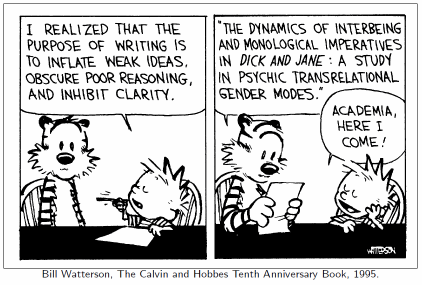 I REALIZED THAT THE
PURPOSE OF WRITING IS
TO INFLATE WEAK IDEAS,
OBSCURE POOR REASONING,
AND INHIBIT CLARITY.
"THE DYNAMICS OF INTERBEING
AND MONOLOGICAL IMPERATIVES
IN DICK AND JANE : A STUDY
IN PSYCHIC TRANSRELATIONAL
GENDER MODES."
ACADEMIA,
HERE I
COME!
WATTERSON
Bill Watterson, The Calvin and Hobbes Tenth Anniversary Book, 1995.